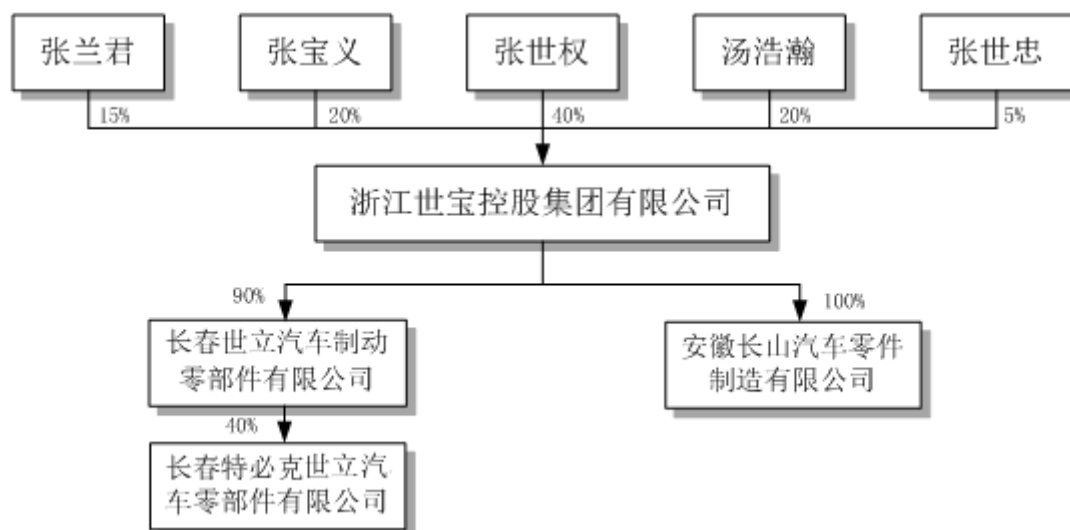 张兰君
张宝义
张世权
汤浩瀚
张世忠
15%
20%
40%
20%
5%
浙江世宝控股集团有限公司
90%
100%
长春世立汽车制动
零部件有限公司
安徽长山汽车零件
制造有限公司
40%
长春特必克世立汽
车零部件有限公司